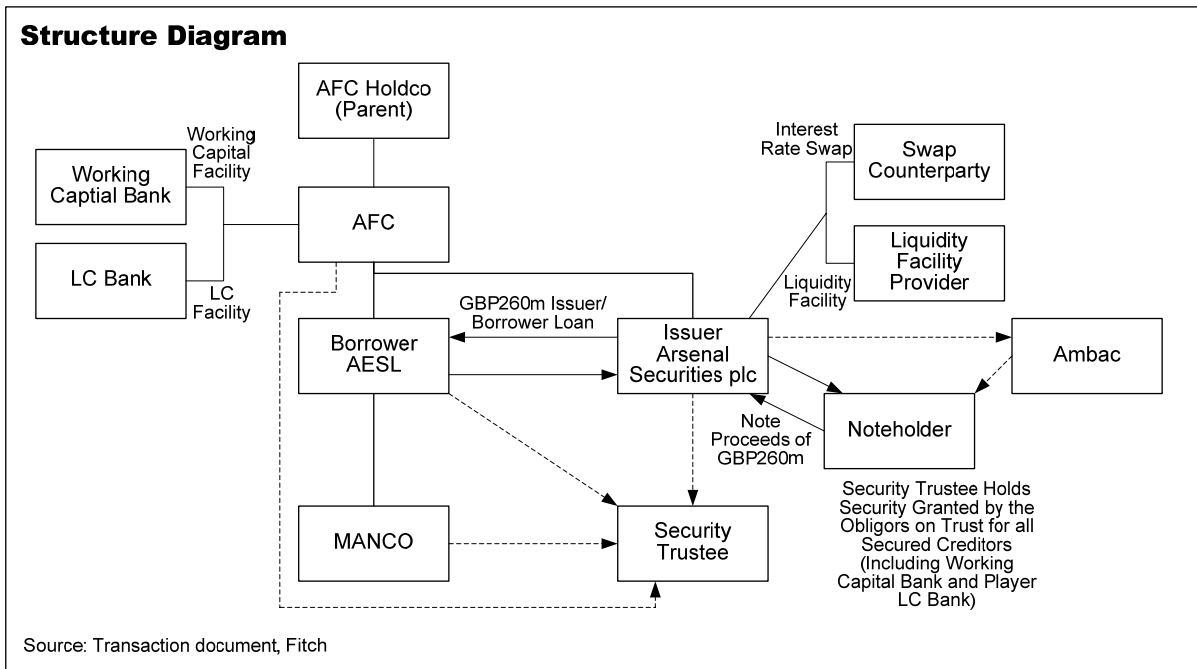 Structure Diagram
AFC Holdco
(Parent)
Working
Capital
Facility
Working
Captial Bank
AFC
LC Bank
LC
Facility
Interest
Rate Swap
Swap
Counterparty
Liquidity
Facility
Provider
Liquidity
Facility
GBP260m Issuer/
Borrower Loan
Borrower
AESL
Issuer
Arsenal
Securities plc
Ambac
Note
Proceeds of
GBP260m
Noteholder
MANCO
Security
Trustee
Security Trustee Holds
Security Granted by the
Obligors on Trust for all
Secured Creditors
(Including Working
Capital Bank and Player
LC Bank)
Source: Transaction document, Fitch